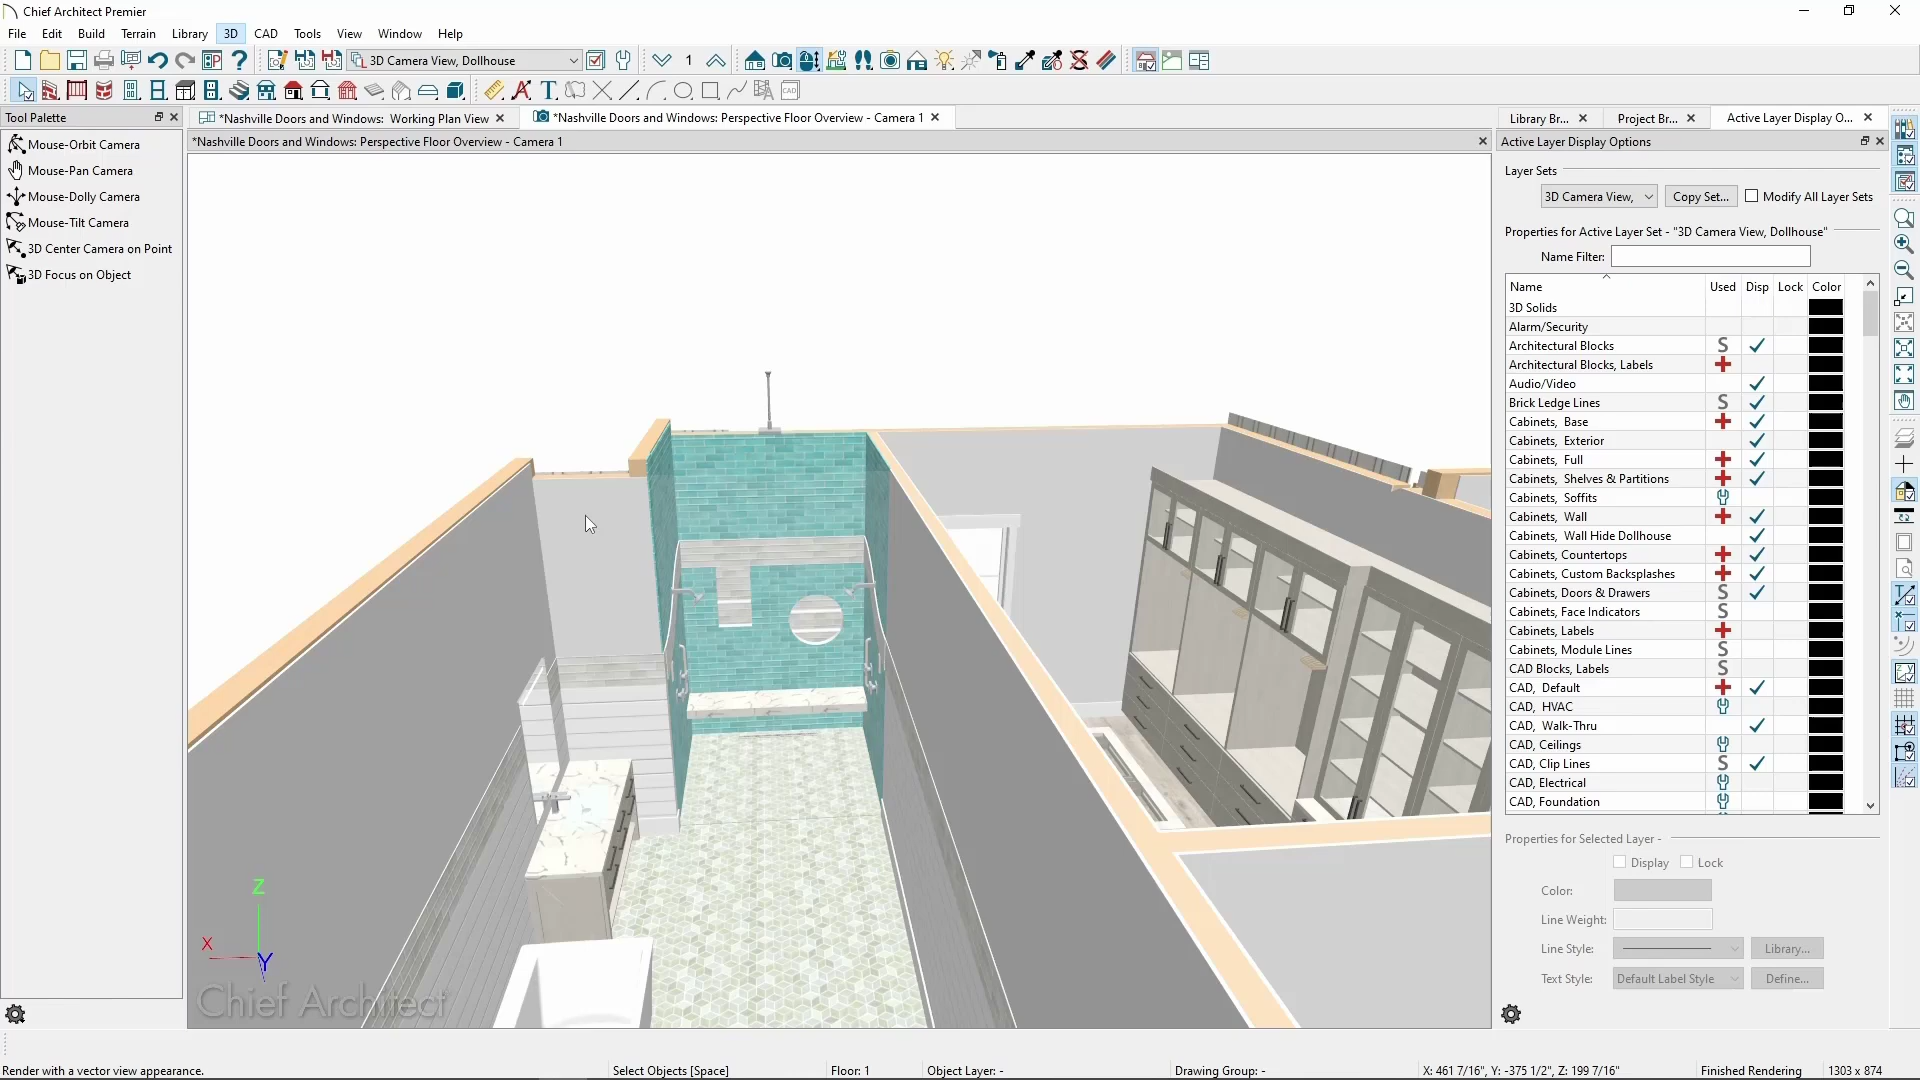 Chief Architect Premier
File Edit Build Terrain Library 3D CAD Tools View Window Help
3D Camera View, Dollhouse
1
Tool Palette
*Nashville Doors and Windows: Working Plan View
*Nashville Doors and Windows: Perspective Floor Overview - Camera 1
Library Br...
Project Br...
Active Layer Display O...
*Nashville Doors and Windows: Perspective Floor Overview - Camera 1
Active Layer Display Options
Mouse-Orbit Camera
Mouse-Pan Camera
Mouse-Dolly Camera
Mouse-Tilt Camera
3D Center Camera on Point
3D Focus on Object
Layer Sets
3D Camera View,
Copy Set...
Modify All Layer Sets
Properties for Active Layer Set - "3D Camera View, Dollhouse"
Name Filter:
Name Used Disp Lock Color
3D Solids
Alarm/Security
Architectural Blocks S
Architectural Blocks, Labels
Audio/Video
Brick Ledge Lines S
Cabinets, Base
Cabinets, Exterior
Cabinets, Full
Cabinets, Shelves & Partitions
Cabinets, Soffits
Cabinets, Wall
Cabinets, Wall Hide Dollhouse
Cabinets, Countertops
Cabinets, Custom Backsplashes
Cabinets, Doors & Drawers S
Cabinets, Face Indicators S
Cabinets, Labels
Cabinets, Module Lines S
CAD Blocks, Labels S
CAD, Default
CAD, HVAC
CAD, Walk-Thru
CAD, Ceilings
CAD, Clip Lines S
CAD, Electrical
CAD, Foundation
Properties for Selected Layer -
Display Lock
Color:
Line Weight:
Line Style:
Library...
Text Style: Default Label Style
Define...
Z
X
Y
Chief Architect
Render with a vector view appearance.
Select Objects [Space]
Floor: 1
Object Layer: -
Drawing Group: -
X: 461 7/16", Y: -375 1/2", Z: 199 7/16"
Finished Rendering
1303 x 874